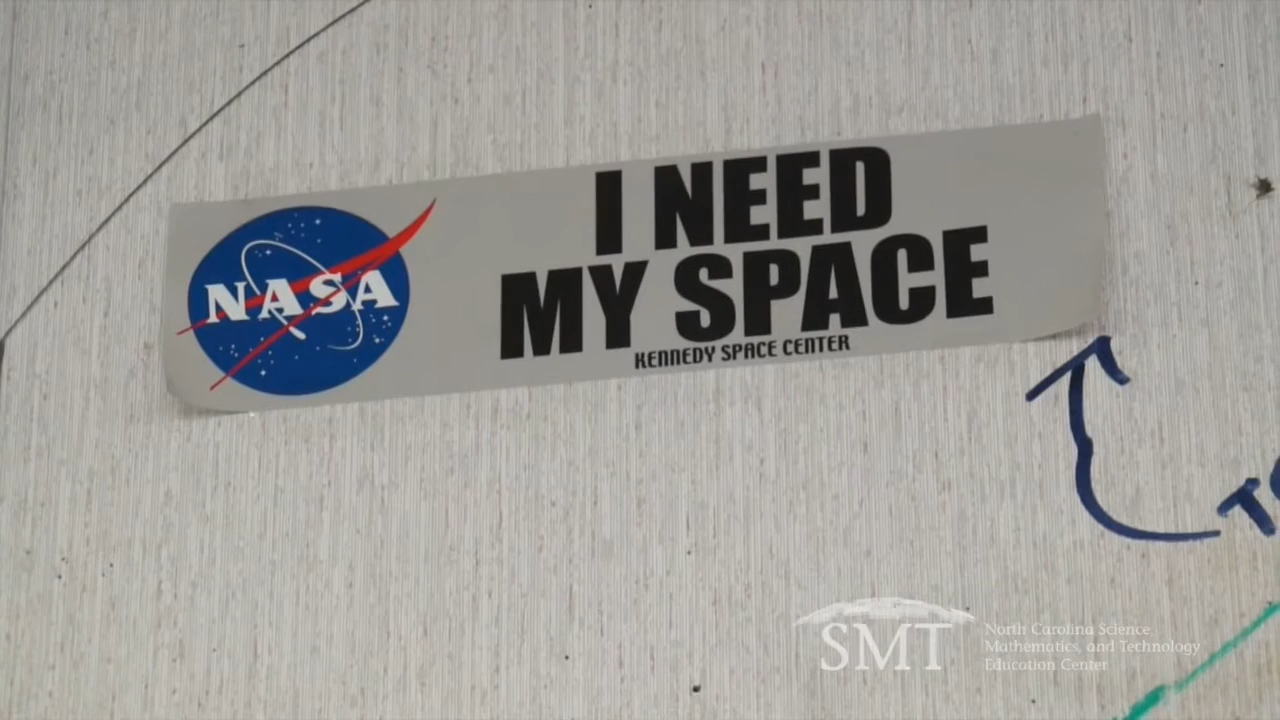 NASA
I NEED
MY SPACE
KENNEDY SPACE CENTER
SMT
North Carolina Science
Mathematics, and Technology
Education Center